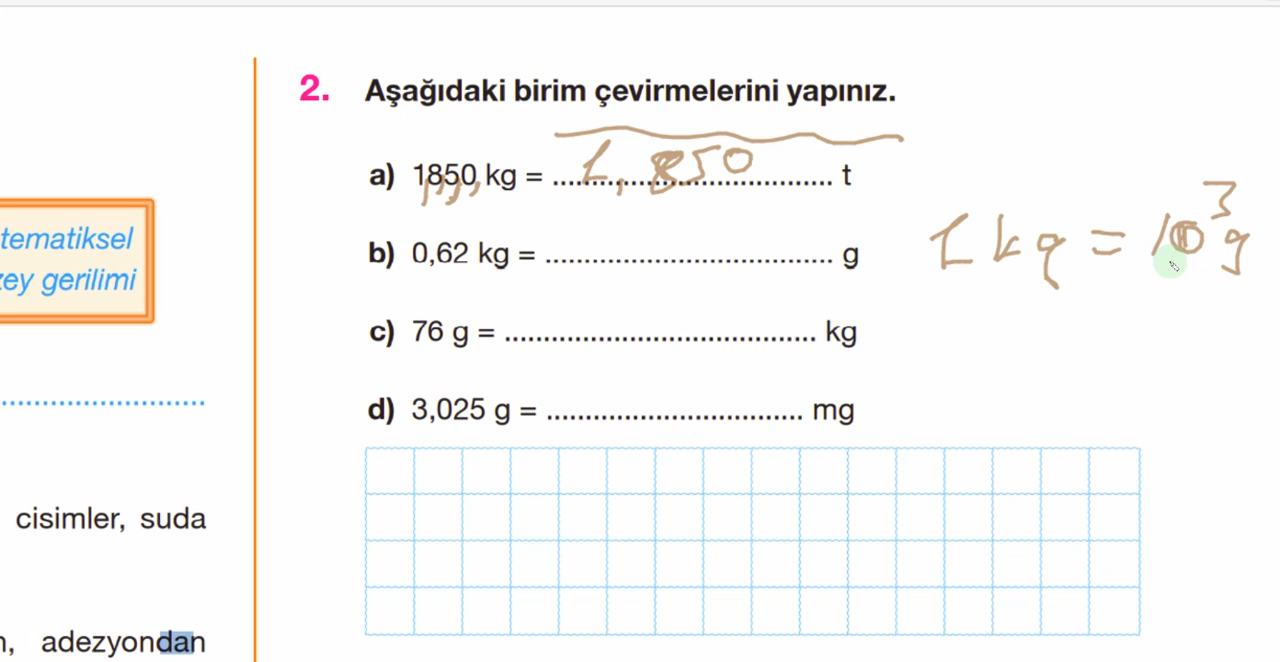 2. Aşağıdaki birim çevirmelerini yapınız.
a) 1850 kg = 1,850 t
b) 0,62 kg = ........................................ g
1 kg = 10³ g
c) 76 g = ........................................ kg
d) 3,025 g = ................................. mg
tematiksel
zey gerilimi
..........................
cisimler, suda
n, adezyondan